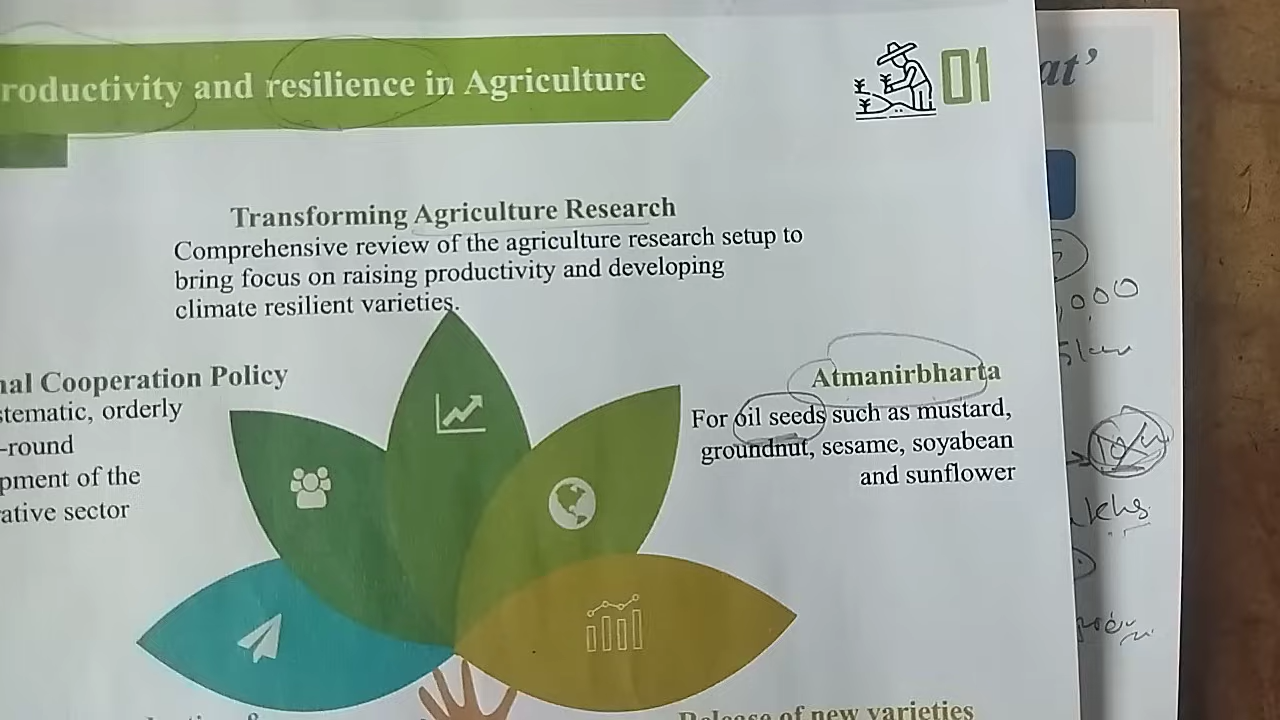 roductivity and resilience in Agriculture
01
at’
Transforming Agriculture Research
Comprehensive review of the agriculture research setup to
bring focus on raising productivity and developing
climate resilient varieties.
nal Cooperation Policy
stematic, orderly
-round
pment of the
ative sector
Atmanirbharta
For oil seeds such as mustard,
groundnut, sesame, soyabean
and sunflower
Release of new varieties